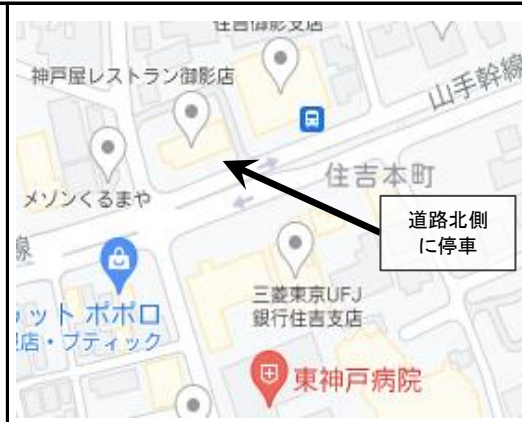 住吉御影支店
神戸屋レストラン御影店
山手幹線
メゾンくるまや
住吉本町
道路北側
に停車
線
三菱東京UFJ
銀行住吉支店
ット ポポロ
店・ブティック
東神戸病院